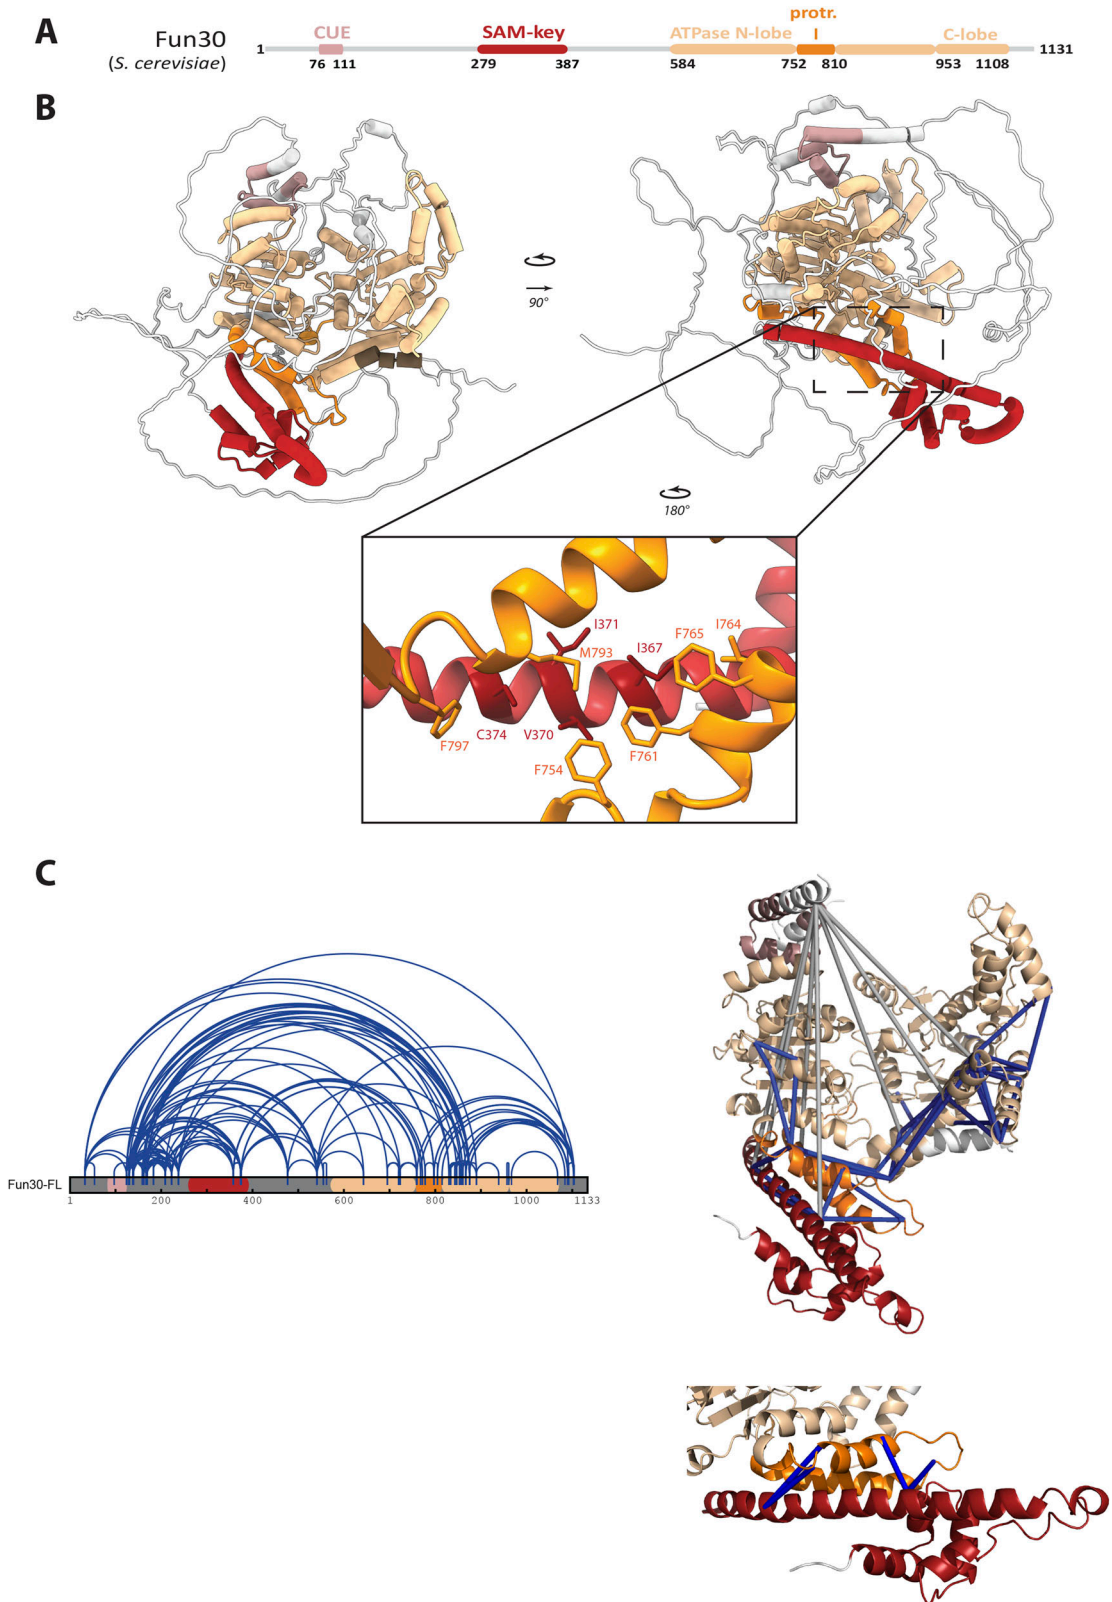 A
Fun30
(S. cerevisiae)
1
CUE
76 111
SAM-key
279 387
ATPase N-lobe
584
protr.
752 810
C-lobe
953 1108
1131
B
90°
180°
I371
M793
I367
F765
I764
F797
C374
V370
F754
F761
C
Fun30-FL
1 200 400 600 800 1000 1133